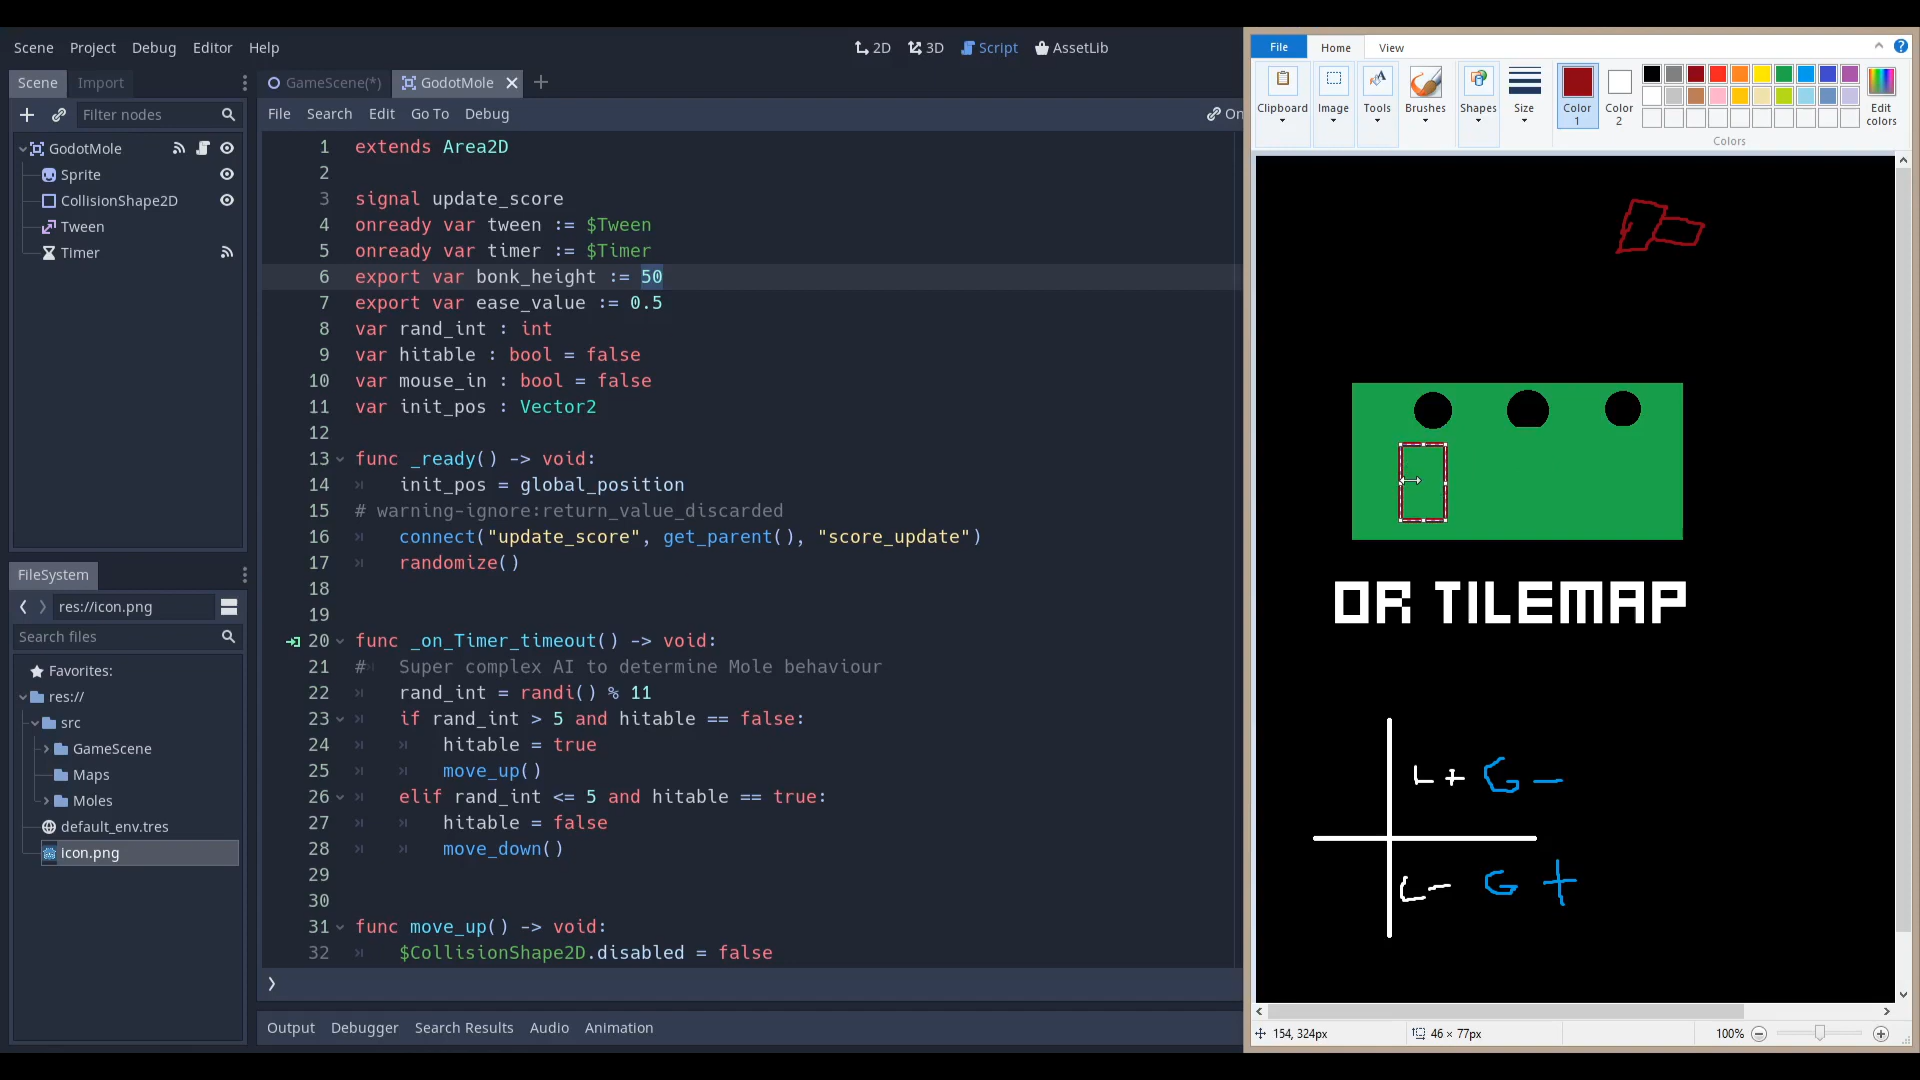 Scene Project Debug Editor Help
2D 3D Script AssetLib
Scene Import
Filter nodes
GodotMole
Sprite
CollisionShape2D
Tween
Timer
FileSystem
res://icon.png
Search files
Favorites:
res://
src
GameScene
Maps
Moles
default_env.tres
icon.png
GameScene(*) GodotMole
File Search Edit Go To Debug On
1 extends Area2D
2
3 signal update_score
4 onready var tween := $Tween
5 onready var timer := $Timer
6 export var bonk_height := 50
7 export var ease_value := 0.5
8 var rand_int : int
9 var hitable : bool = false
10 var mouse_in : bool = false
11 var init_pos : Vector2
12
13 func _ready() -> void:
14 init_pos = global_position
15 # warning-ignore:return_value_discarded
16 connect("update_score", get_parent(), "score_update")
17 randomize()
18
19
20 func _on_Timer_timeout() -> void:
21 # Super complex AI to determine Mole behaviour
22 rand_int = randi() % 11
23 if rand_int > 5 and hitable == false:
24 hitable = true
25 move_up()
26 elif rand_int <= 5 and hitable == true:
27 hitable = false
28 move_down()
29
30
31 func move_up() -> void:
32 $CollisionShape2D.disabled = false
Output Debugger Search Results Audio Animation
File Home View
Clipboard Image Tools Brushes Shapes Size Color 1 Color 2 Edit colors
Colors
OR TILEMAP
L + G -
L - G +
154, 324px 46 × 77px 100%